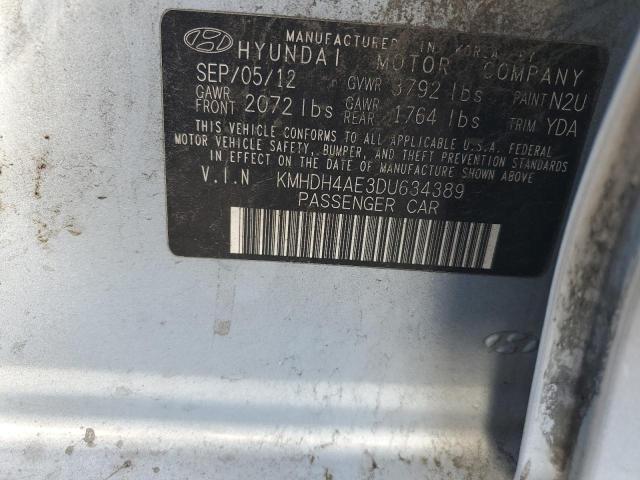 MANUFACTURED IN KOREA BY
HYUNDAI MOTOR COMPANY
SEP/05/12 GVWR 3792 lbs PAINT N2U
GAWR FRONT 2072 lbs GAWR REAR 1764 lbs TRIM YDA
THIS VEHICLE CONFORMS TO ALL APPLICABLE U.S.A. FEDERAL
MOTOR VEHICLE SAFETY, BUMPER, AND THEFT PREVENTION STANDARDS
IN EFFECT ON THE DATE OF MANUFACTURE SHOWN ABOVE.
V.I.N KMHDH4AE3DU634389
PASSENGER CAR